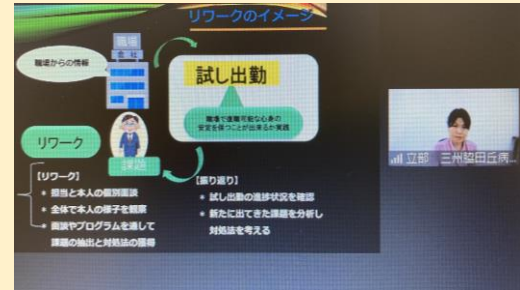 リワークのイメージ
職場
会社
職場からの情報
試し出勤
職場で復職可能な心身の
安定を保つことが出来るか実践
リワーク
【リワーク】
* 担当と本人の個別面談
* 全体で本人の様子を観察
* 面談やプログラムを通して
課題の抽出と対処法の獲得
【振り返り】
* 試し出勤の進捗状況を確認
* 新たに出てきた課題を分析し
対処法を考える
立部 三州脇田丘病...